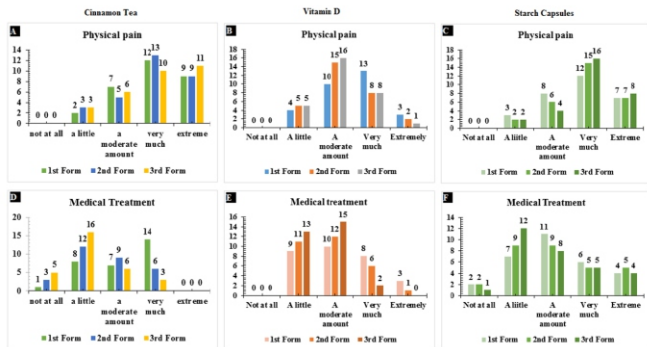 Cinnamon Tea
Vitamin D
Starch Capsules
A
Physical pain
14
12
10
8
6
4
2
0
0 0 0
2 3 3
7 5 6
12 13 10
9 9 11
not at all
a little
a moderate amount
very much
extreme
1st Form 2nd Form 3rd Form
B
Physical pain
18
16
14
12
10
8
6
4
2
0
0 0 0
4 5 5
10 15 16
13 8 8
3 2 1
Not at all
A little
A moderate amount
Very much
Extremely
1st Form 2nd Form 3rd Form
C
Physical pain
18
16
14
12
10
8
6
4
2
0
0 0 0
3 2 2
8 6 4
12 15 16
7 7 8
not at all
a little
a moderate amount
very much
extreme
1st Form 2nd Form 3rd Form
D
Medical Treatment
20
15
10
5
0
1 3 5
8 12 16
7 9 6
14 6 3
0 0 0
not at all
a little
a moderate amount
very much
extreme
1st Form 2nd Form 3rd Form
E
Medical treatment
16
14
12
10
8
6
4
2
0
0 0 0
9 11 13
10 12 15
8 6 2
3 1 0
Not at all
A little
A moderate amount
Very much
Extremely
1st Form 2nd Form 3rd Form
F
Medical Treatment
14
12
10
8
6
4
2
0
2 2 1
7 9 12
11 9 8
6 5 5
4 5 4
Not at all
A liitle
A moderate amount
Very much
Extreme
1st Form 2nd Form 3rd Form